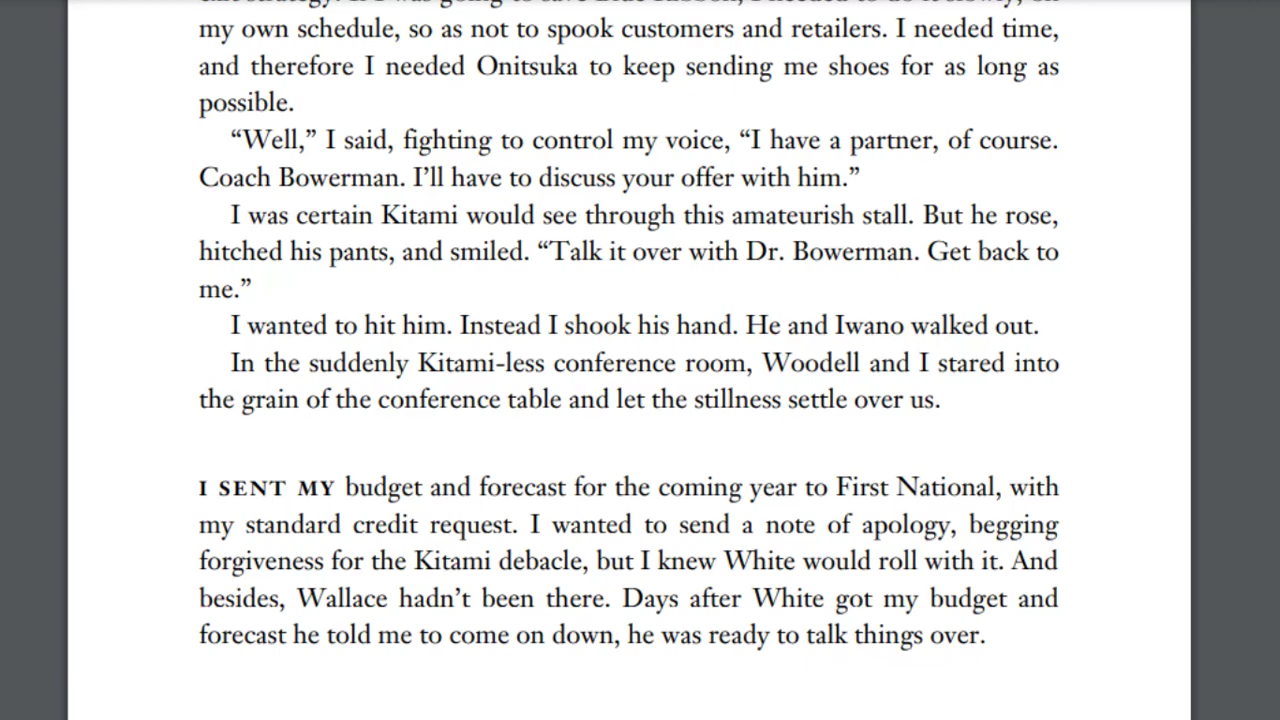 my own schedule, so as not to spook customers and retailers. I needed time,
and therefore I needed Onitsuka to keep sending me shoes for as long as
possible.
“Well,” I said, fighting to control my voice, “I have a partner, of course.
Coach Bowerman. I’ll have to discuss your offer with him.”
I was certain Kitami would see through this amateurish stall. But he rose,
hitched his pants, and smiled. “Talk it over with Dr. Bowerman. Get back to
me.”
I wanted to hit him. Instead I shook his hand. He and Iwano walked out.
In the suddenly Kitami-less conference room, Woodell and I stared into
the grain of the conference table and let the stillness settle over us.
I SENT MY budget and forecast for the coming year to First National, with
my standard credit request. I wanted to send a note of apology, begging
forgiveness for the Kitami debacle, but I knew White would roll with it. And
besides, Wallace hadn’t been there. Days after White got my budget and
forecast he told me to come on down, he was ready to talk things over.